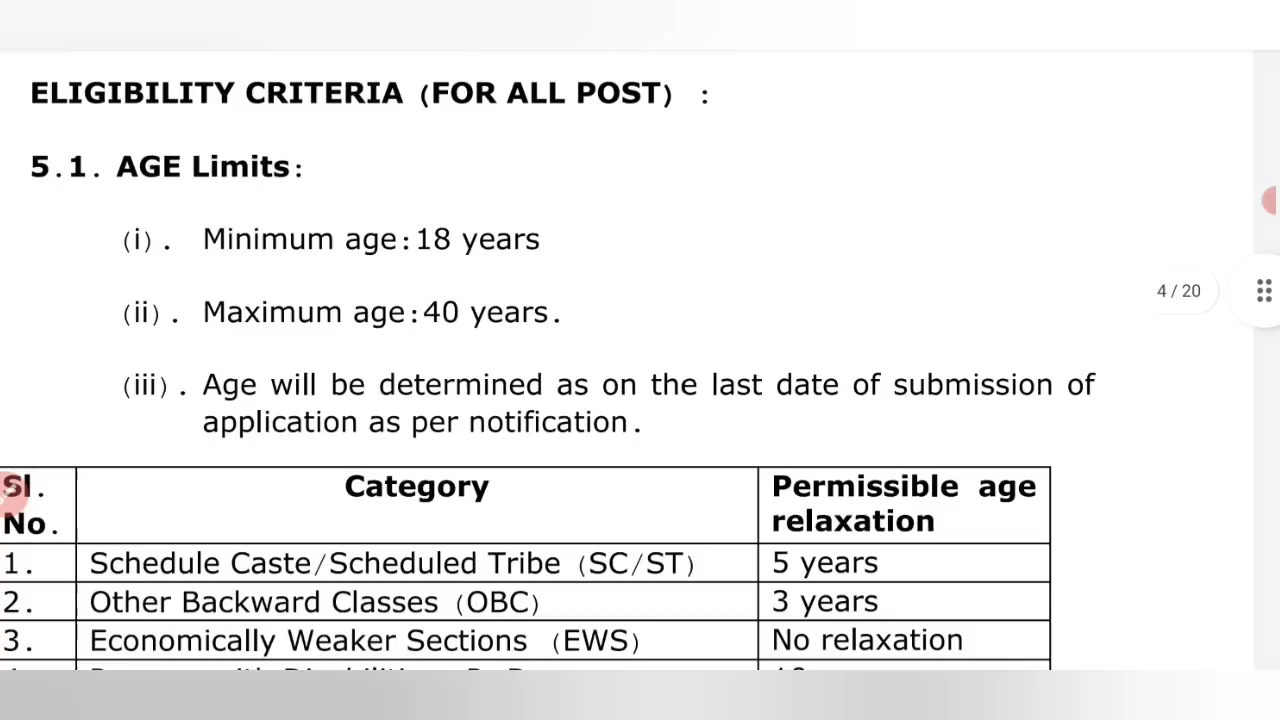 ELIGIBILITY CRITERIA (FOR ALL POST) :
5.1. AGE Limits:
(i). Minimum age:18 years
(ii). Maximum age:40 years.
4 / 20
(iii). Age will be determined as on the last date of submission of
application as per notification.
Sl. No. Category Permissible age relaxation
1. Schedule Caste/Scheduled Tribe (SC/ST) 5 years
2. Other Backward Classes (OBC) 3 years
3. Economically Weaker Sections (EWS) No relaxation